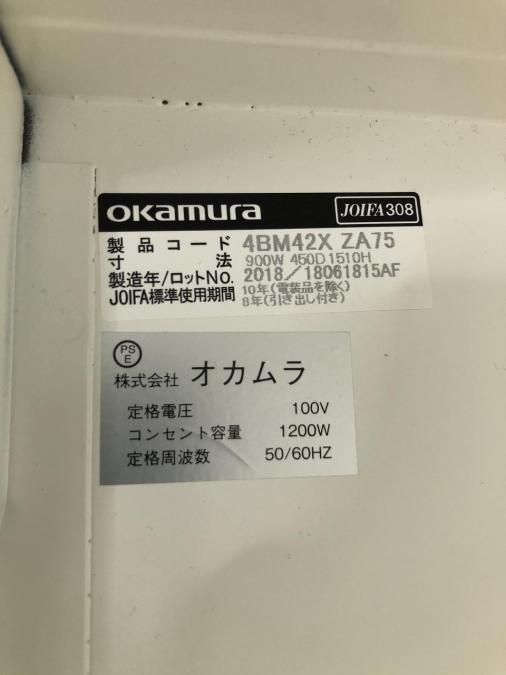 okamura
JOIFA308
製品コード 4BM42X ZA75
寸法 900W 450D 1510H
製造年/ロットNo. 2018/18061815AF
JOIFA標準使用期間 10年(電装品を除く)
8年(引き出し付き)
PSE
株式会社 オカムラ
定格電圧 100V
コンセント容量 1200W
定格周波数 50/60HZ